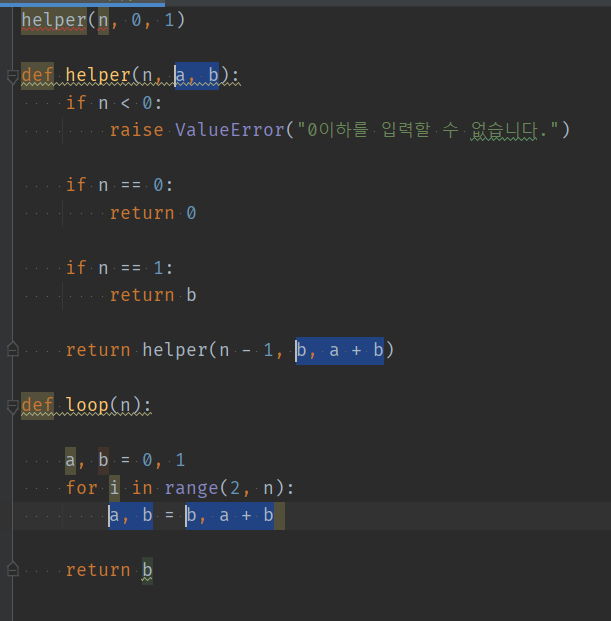 helper(n, 0, 1)
def helper(n, a, b):
if n < 0:
raise ValueError("0이하를 입력할 수 없습니다.")
if n == 0:
return 0
if n == 1:
return b
return helper(n - 1, b, a + b)
def loop(n):
a, b = 0, 1
for i in range(2, n):
a, b = b, a + b
return b